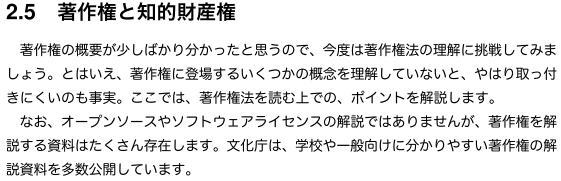 2.5 著作権と知的財産権
著作権の概要が少しばかり分かったと思うので、今度は著作権法の理解に挑戦してみま
しょう。とはいえ、著作権に登場するいくつかの概念を理解していないと、やはり取っ付
きにくいのも事実。ここでは、著作権法を読む上での、ポイントを解説します。
なお、オープンソースやソフトウェアライセンスの解説ではありませんが、著作権を解
説する資料はたくさん存在します。文化庁は、学校や一般向けに分かりやすい著作権の解
説資料を多数公開しています。